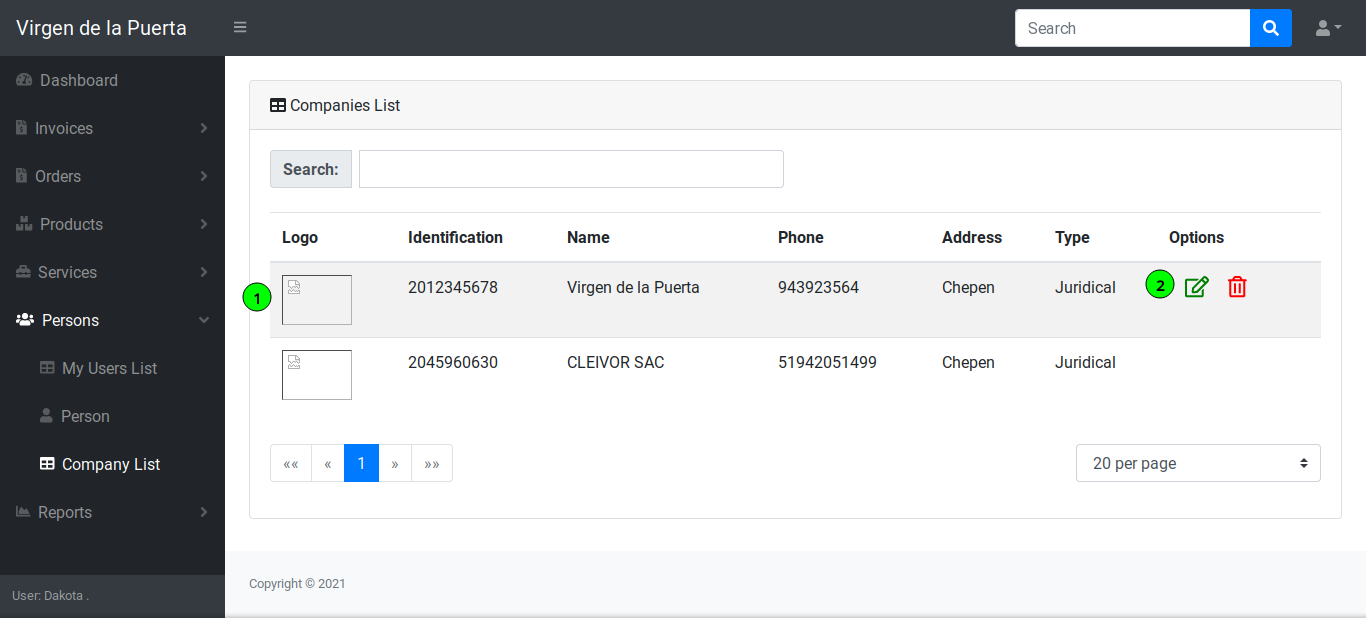 Virgen de la Puerta
Search
Dashboard
Invoices
Orders
Products
Services
Persons
My Users List
Person
Company List
Reports
User: Dakota .
Companies List
Search:
Logo Identification Name Phone Address Type Options
1 2012345678 Virgen de la Puerta 943923564 Chepen Juridical 2
2045960630 CLEIVOR SAC 51942051499 Chepen Juridical
«« « 1 » »» 20 per page
Copyright © 2021